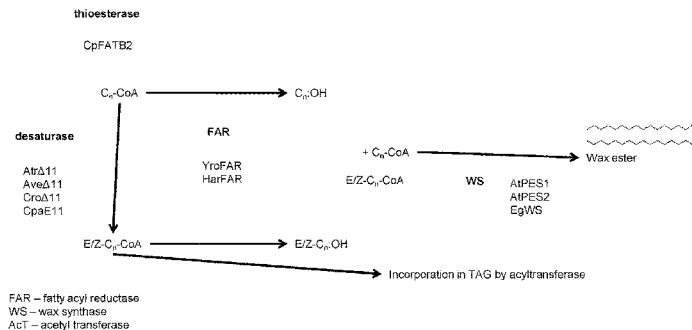 thioesterase
CpFATB2
Cn-CoA
Cn:OH
desaturase
FAR
AtrΔ11
AveΔ11
CroΔ11
CpaE11
YroFAR
HarFAR
+ Cn-CoA
E/Z-Cn-CoA
WS
AtPES1
AtPES2
EgWS
Wax ester
E/Z-Cn-CoA
E/Z-Cn:OH
Incorporation in TAG by acyltransferase
FAR – fatty acyl reductase
WS – wax synthase
AcT – acetyl transferase